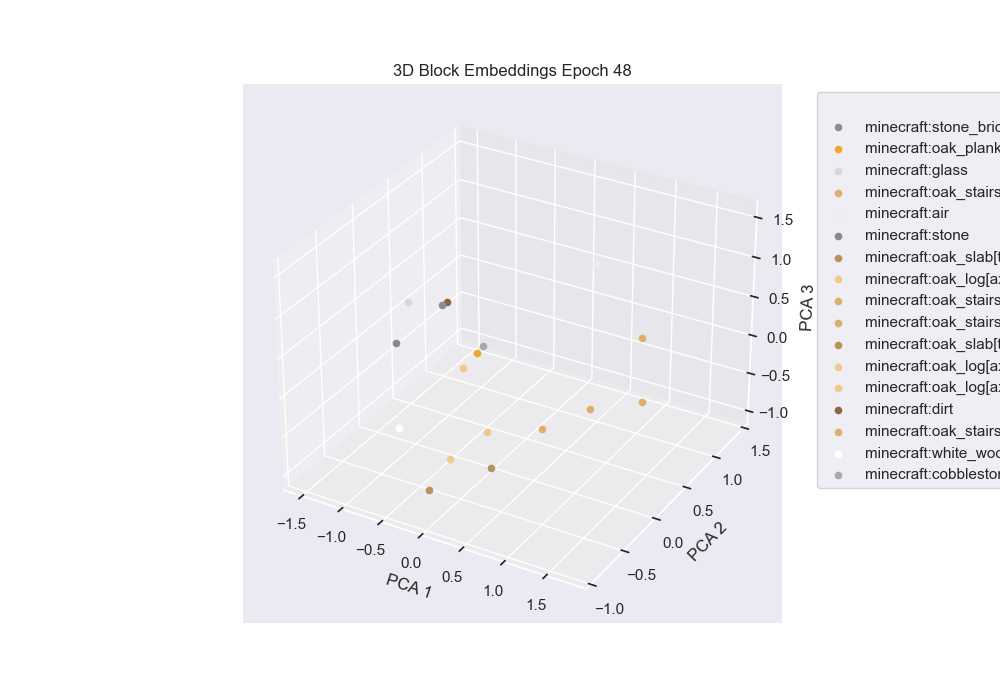 3D Block Embeddings Epoch 48
minecraft:stone_bric
minecraft:oak_plank
minecraft:glass
minecraft:oak_stairs
minecraft:air
minecraft:stone
minecraft:oak_slab[t
minecraft:oak_log[ax
minecraft:oak_stairs
minecraft:oak_stairs
minecraft:oak_slab[t
minecraft:oak_log[ax
minecraft:oak_log[ax
minecraft:dirt
minecraft:oak_stairs
minecraft:white_woo
minecraft:cobbleston
1.5
1.0
0.5
0.0
−0.5
−1.0
PCA 3
1.5
1.0
0.5
0.0
−0.5
−1.0
PCA 2
−1.5
−1.0
−0.5
0.0
0.5
1.0
1.5
PCA 1